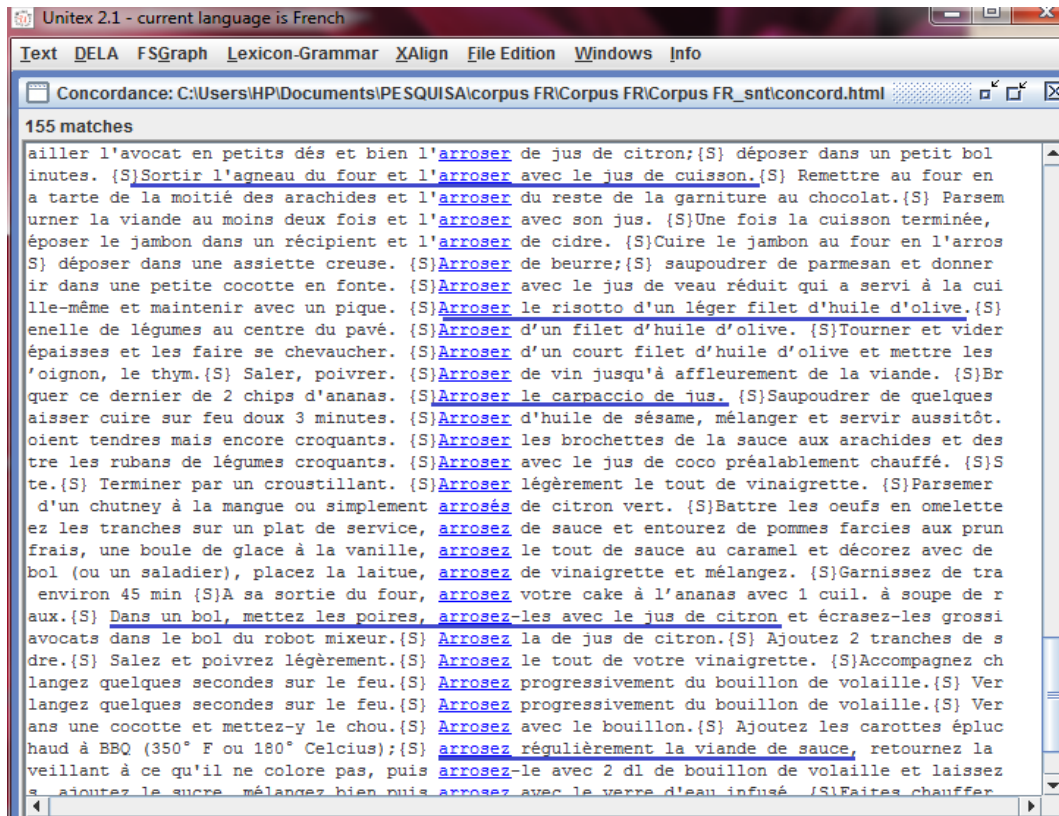 Unitex 2.1 - current language is French
Text DELA FSGraph Lexicon-Grammar XAlign File Edition Windows Info
Concordance: C:\Users\HP\Documents\PESQUISA\corpus FR\Corpus FR\Corpus FR_snt\concord.html
155 matches
ailler l'avocat en petits dés et bien l'arroser de jus de citron;{S} déposer dans un petit bol
inutes. {S}Sortir l'agneau du four et l'arroser avec le jus de cuisson.{S} Remettre au four en
a tarte de la moitié des arachides et l'arroser du reste de la garniture au chocolat.{S} Parsem
urner la viande au moins deux fois et l'arroser avec son jus. {S}Une fois la cuisson terminée,
époser le jambon dans un récipient et l'arroser de cidre. {S}Cuire le jambon au four en l'arros
S} déposer dans une assiette creuse. {S}Arroser de beurre;{S} saupoudrer de parmesan et donner
ir dans une petite cocotte en fonte. {S}Arroser avec le jus de veau réduit qui a servi à la cui
lle-même et maintenir avec un pique. {S}Arroser le risotto d'un léger filet d'huile d'olive.{S}
enelle de légumes au centre du pavé. {S}Arroser d’un filet d’huile d’olive. {S}Tourner et vider
épaisses et les faire se chevaucher. {S}Arroser d’un court filet d’huile d’olive et mettre les
’oignon, le thym.{S} Saler, poivrer. {S}Arroser de vin jusqu'à affleurement de la viande. {S}Br
quer ce dernier de 2 chips d'ananas. {S}Arroser le carpaccio de jus. {S}Saupoudrer de quelques
aisser cuire sur feu doux 3 minutes. {S}Arroser d'huile de sésame, mélanger et servir aussitôt.
oient tendres mais encore croquants. {S}Arroser les brochettes de la sauce aux arachides et des
tre les rubans de légumes croquants. {S}Arroser avec le jus de coco préalablement chauffé. {S}S
te.{S} Terminer par un croustillant. {S}Arroser légèrement le tout de vinaigrette. {S}Parsemer
d'un chutney à la mangue ou simplement arrosés de citron vert. {S}Battre les oeufs en omelette
ez les tranches sur un plat de service, arrosez de sauce et entourez de pommes farcies aux prun
frais, une boule de glace à la vanille, arrosez le tout de sauce au caramel et décorez avec de
bol (ou un saladier), placez la laitue, arrosez de vinaigrette et mélangez. {S}Garnissez de tra
environ 45 min {S}A sa sortie du four, arrosez votre cake à l'ananas avec 1 cuil. à soupe de r
aux.{S} Dans un bol, mettez les poires, arrosez-les avec le jus de citron et écrasez-les grossi
avocats dans le bol du robot mixeur.{S} Arrosez la de jus de citron.{S} Ajoutez 2 tranches de s
dre.{S} Salez et poivrez légèrement.{S} Arrosez le tout de votre vinaigrette. {S}Accompagnez ch
langez quelques secondes sur le feu.{S} Arrosez progressivement du bouillon de volaille.{S} Ver
langez quelques secondes sur le feu.{S} Arrosez progressivement du bouillon de volaille.{S} Ver
ans une cocotte et mettez-y le chou.{S} Arrosez avec le bouillon.{S} Ajoutez les carottes épluc
haud à BBQ (350° F ou 180° Celcius);{S} arrosez régulièrement la viande de sauce, retournez la
veillant à ce qu'il ne colore pas, puis arrosez-le avec 2 dl de bouillon de volaille et laissez
s, ajoutez le sucre, mélangez bien puis arrosez avec le verre d'eau infusé. {S}Faites chauffer